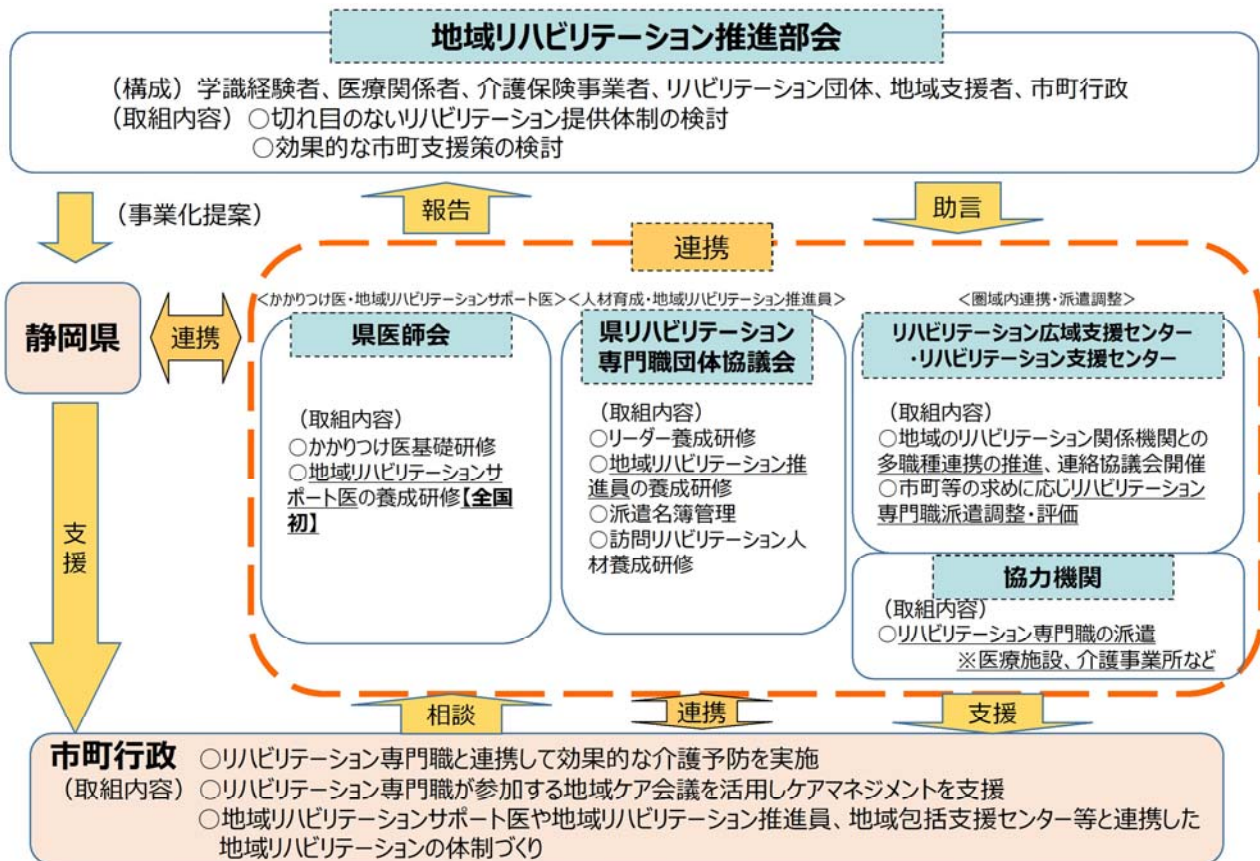 地域リハビリテーション推進部会
(構成)学識経験者、医療関係者、介護保険事業者、リハビリテーション団体、地域支援者、市町行政
(取組内容)○切れ目のないリハビリテーション提供体制の検討
○効果的な市町支援策の検討
(事業化提案)
報告
助言
連携
静岡県
連携
<かかりつけ医・地域リハビリテーションサポート医>
県医師会
(取組内容)
○かかりつけ医基礎研修
○地域リハビリテーションサ
ポート医の養成研修【全国
初】
<人材育成・地域リハビリテーション推進員>
県リハビリテーション
専門職団体協議会
(取組内容)
○リーダー養成研修
○地域リハビリテーション推
進員の養成研修
○派遣名簿管理
○訪問リハビリテーション人
材養成研修
<圏域内連携・派遣調整>
リハビリテーション広域支援センター
・リハビリテーション支援センター
(取組内容)
○地域のリハビリテーション関係機関との
多職種連携の推進、連絡協議会開催
○市町等の求めに応じリハビリテーション
専門職派遣調整・評価
協力機関
(取組内容)
○リハビリテーション専門職の派遣
※医療施設、介護事業所など
支援
相談
連携
支援
市町行政 ○リハビリテーション専門職と連携して効果的な介護予防を実施
(取組内容)○リハビリテーション専門職が参加する地域ケア会議を活用しケアマネジメントを支援
○地域リハビリテーションサポート医や地域リハビリテーション推進員、地域包括支援センター等と連携した
地域リハビリテーションの体制づくり